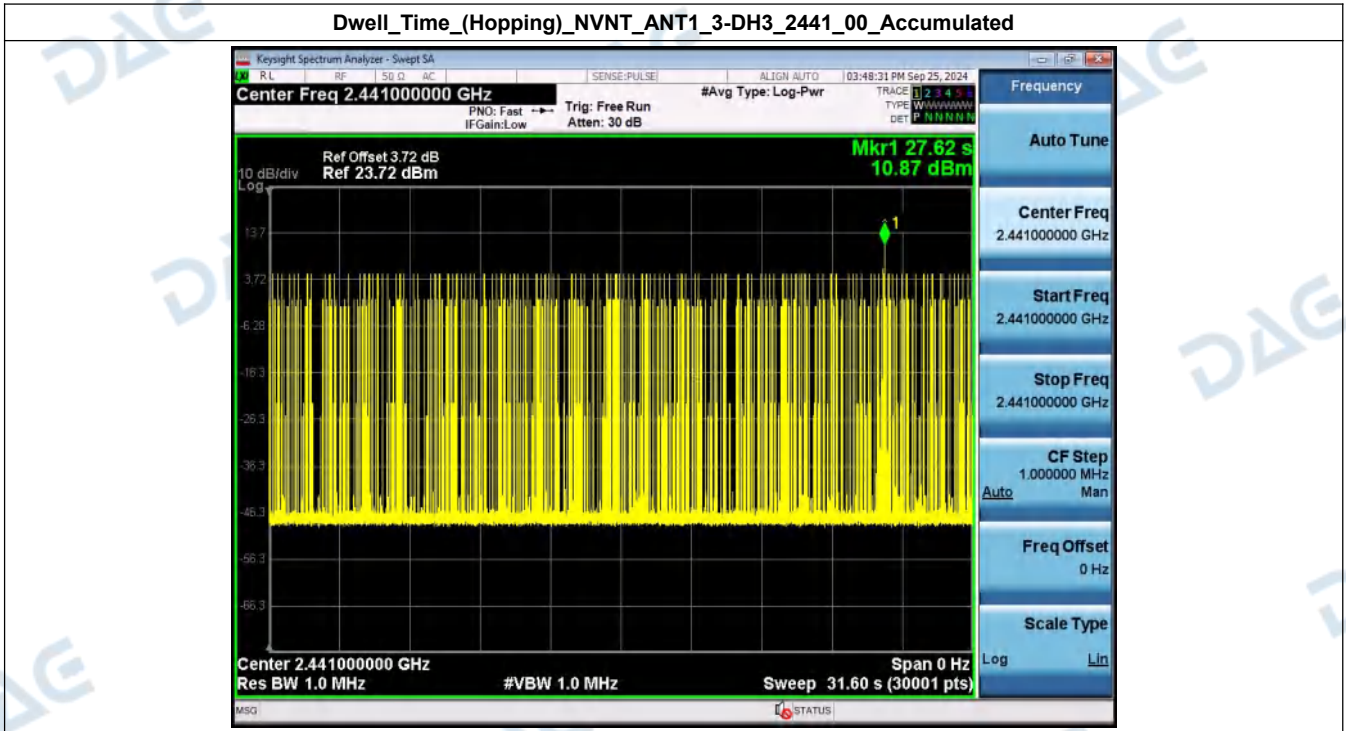 Dwell_Time_(Hopping)_NVNT_ANT1_3-DH3_2441_00_Accumulated
Keysight Spectrum Analyzer - Swept SA
LXI RL RF 50 Ω AC SENSE:PULSE ALIGN AUTO 03:48:31 PM Sep 25, 2024
Center Freq 2.441000000 GHz
PNO: Fast
IFGain:Low
Trig: Free Run
Atten: 30 dB
#Avg Type: Log-Pwr
TRACE 1 2 3 4 5 6
TYPE WWWWWW
DET P N N N N N
Mkr1 27.62 s
10.87 dBm
Ref Offset 3.72 dB
10 dB/div Ref 23.72 dBm
Log
1
13.7
3.72
-6.28
-16.3
-26.3
-36.3
-46.3
-56.3
-66.3
Center 2.441000000 GHz Span 0 Hz
Res BW 1.0 MHz #VBW 1.0 MHz Sweep 31.60 s (30001 pts)
MSG STATUS
Frequency
Auto Tune
Center Freq
2.441000000 GHz
Start Freq
2.441000000 GHz
Stop Freq
2.441000000 GHz
CF Step
1.000000 MHz
Auto Man
Freq Offset
0 Hz
Scale Type
Log Lin
DAG
DAG
DAG
DAG